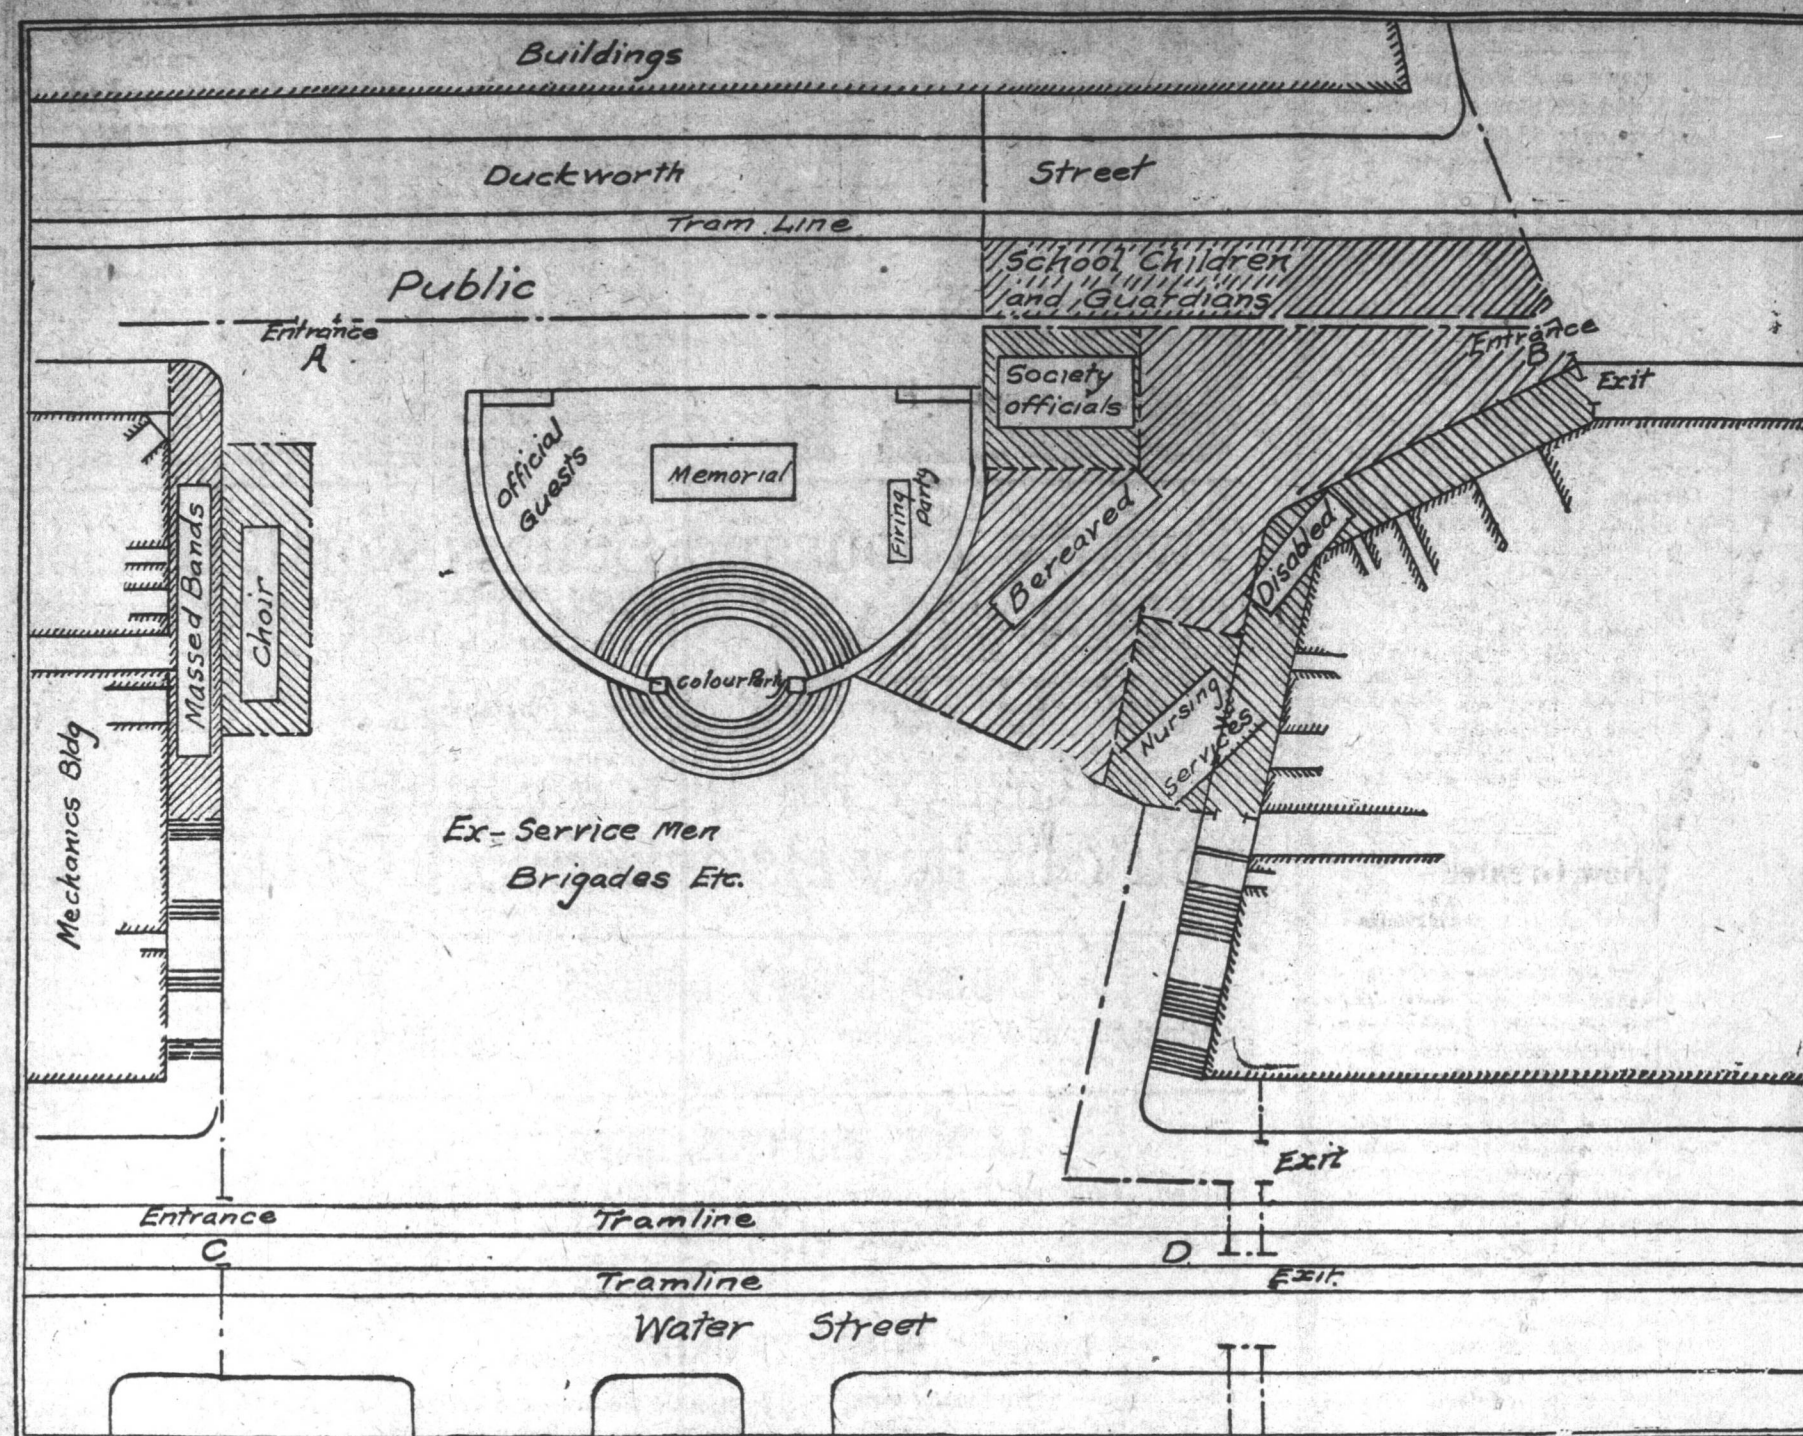 Buildings
Duckworth Street
Tram Line
Public
School Children
and Guardians
Entrance
A
Entrance
B
Exit
Society
officials
Official
Guests
Memorial
Firing
Party
Bereaved
Disabled
Massed Bands
Choir
Colour Party
Nursing
Services
Mechanics Bldg
Ex-Service Men
Brigades Etc.
Exit
Entrance
C
Tramline
D
Exit.
Tramline
Water Street